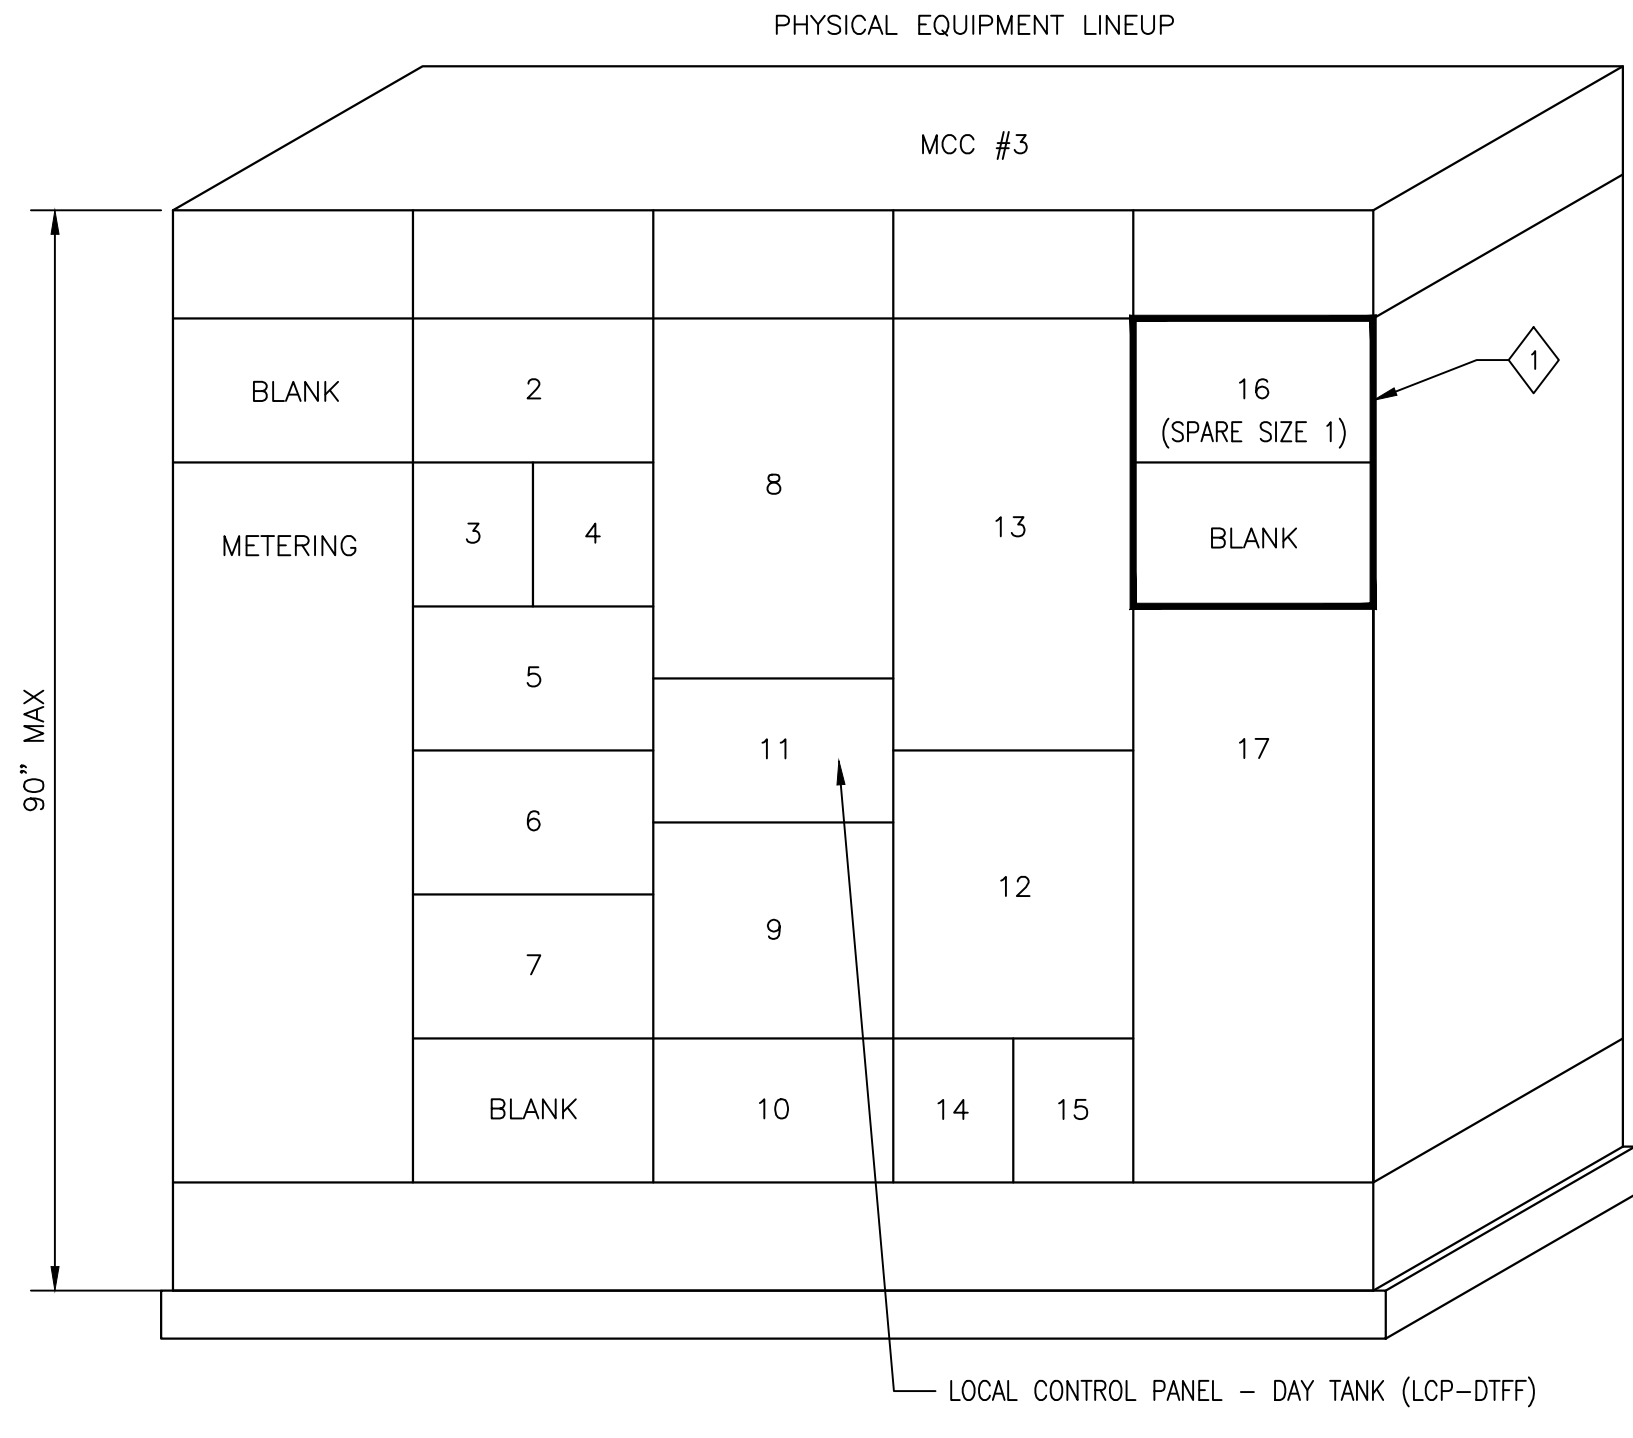 PHYSICAL EQUIPMENT LINEUP
MCC #3
90" MAX
BLANK
METERING
2
3
4
5
6
7
BLANK
8
11
9
10
13
12
14
15
16
(SPARE SIZE 1)
BLANK
17
1
LOCAL CONTROL PANEL - DAY TANK (LCP-DTFF)